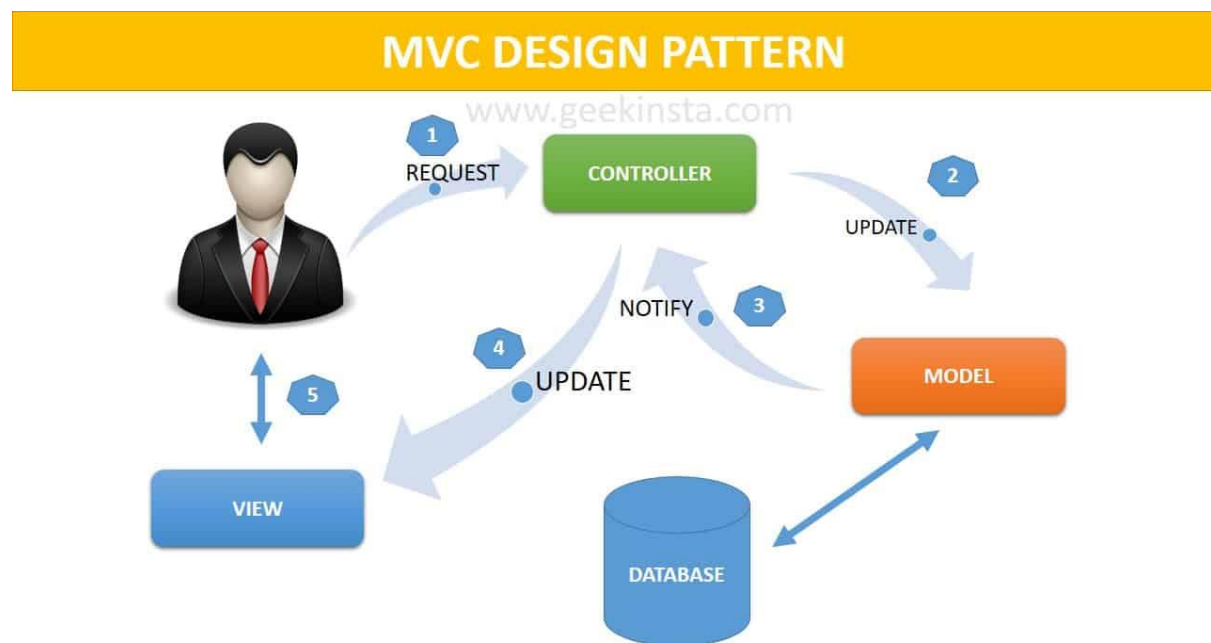 MVC DESIGN PATTERN
www.geekinsta.com
1
REQUEST
CONTROLLER
2
UPDATE
NOTIFY
3
4
UPDATE
MODEL
5
VIEW
DATABASE